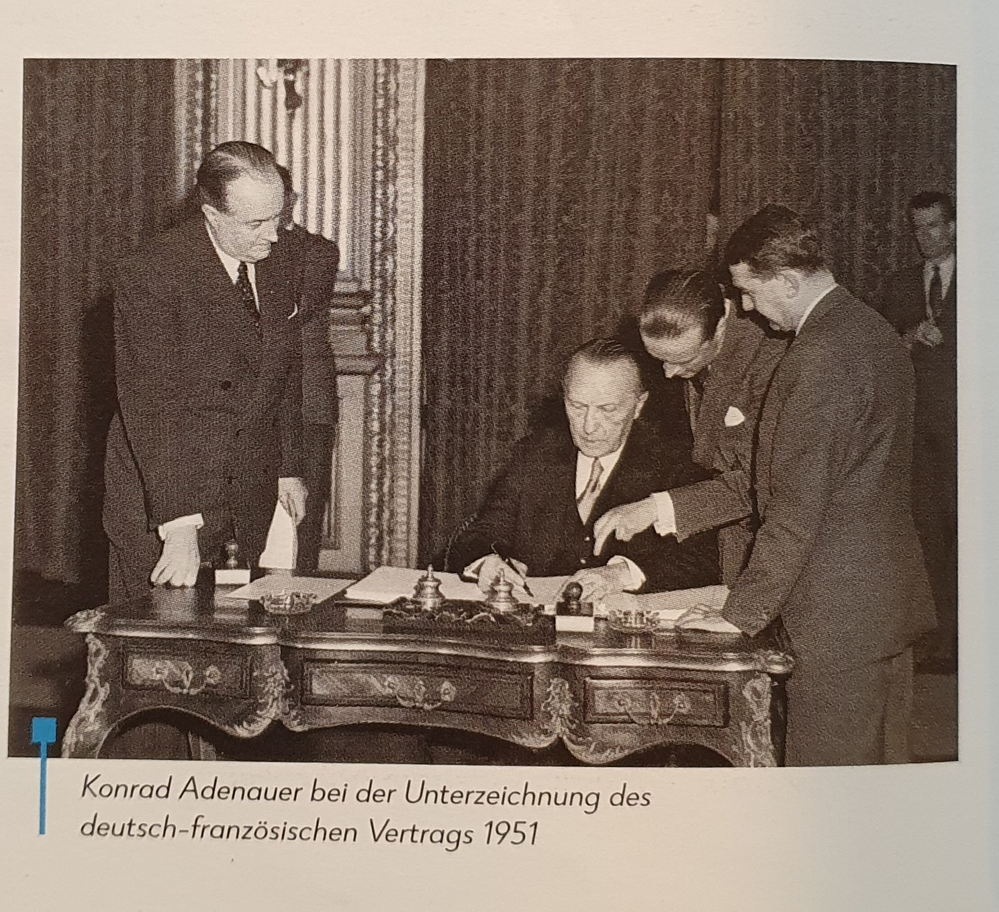 Konrad Adenauer bei der Unterzeichnung des
deutsch-französischen Vertrags 1951